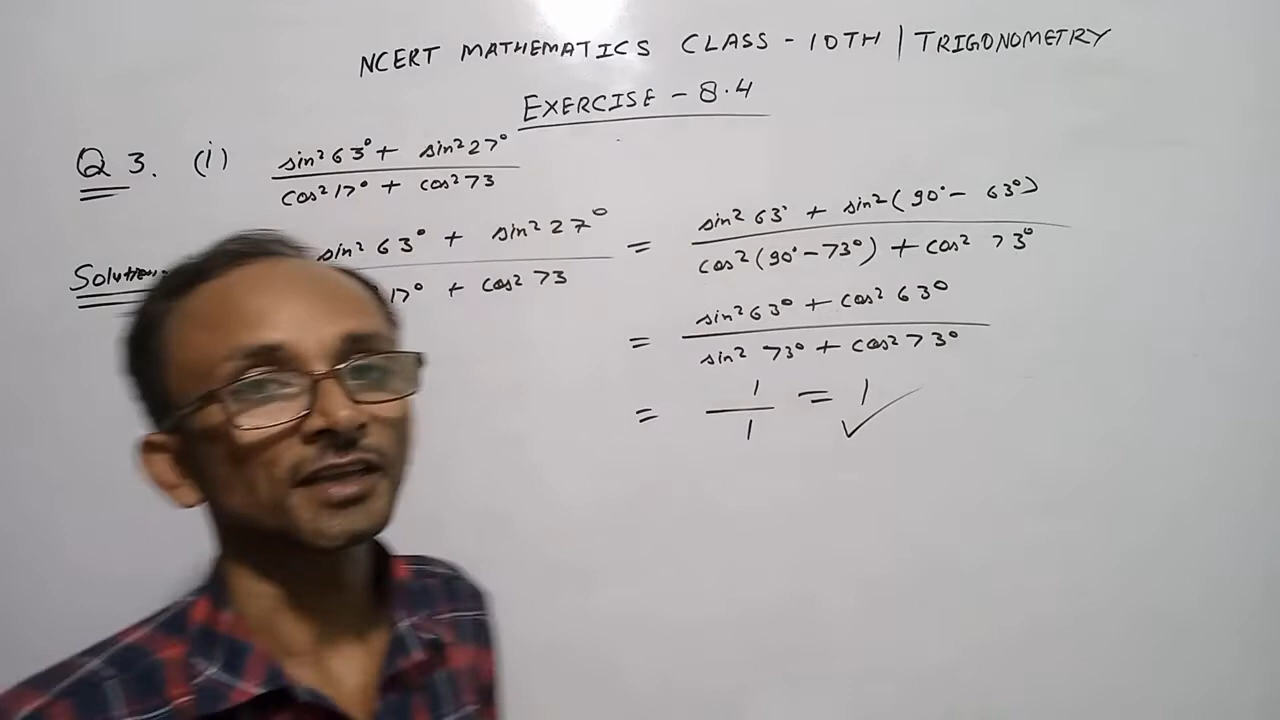 NCERT MATHEMATICS CLASS - 10TH | TRIGONOMETRY
EXERCISE - 8.4
Q 3. (i) sin² 63° + sin² 27°
cos² 17° + cos² 73
sin² 63° + sin² 27° = sin² 63° + sin² (90° - 63°)
17° + cos² 73 cos² (90° - 73°) + cos² 73°
= sin² 63° + cos² 63°
sin² 73° + cos² 73°
= 1 = 1 ✓
1